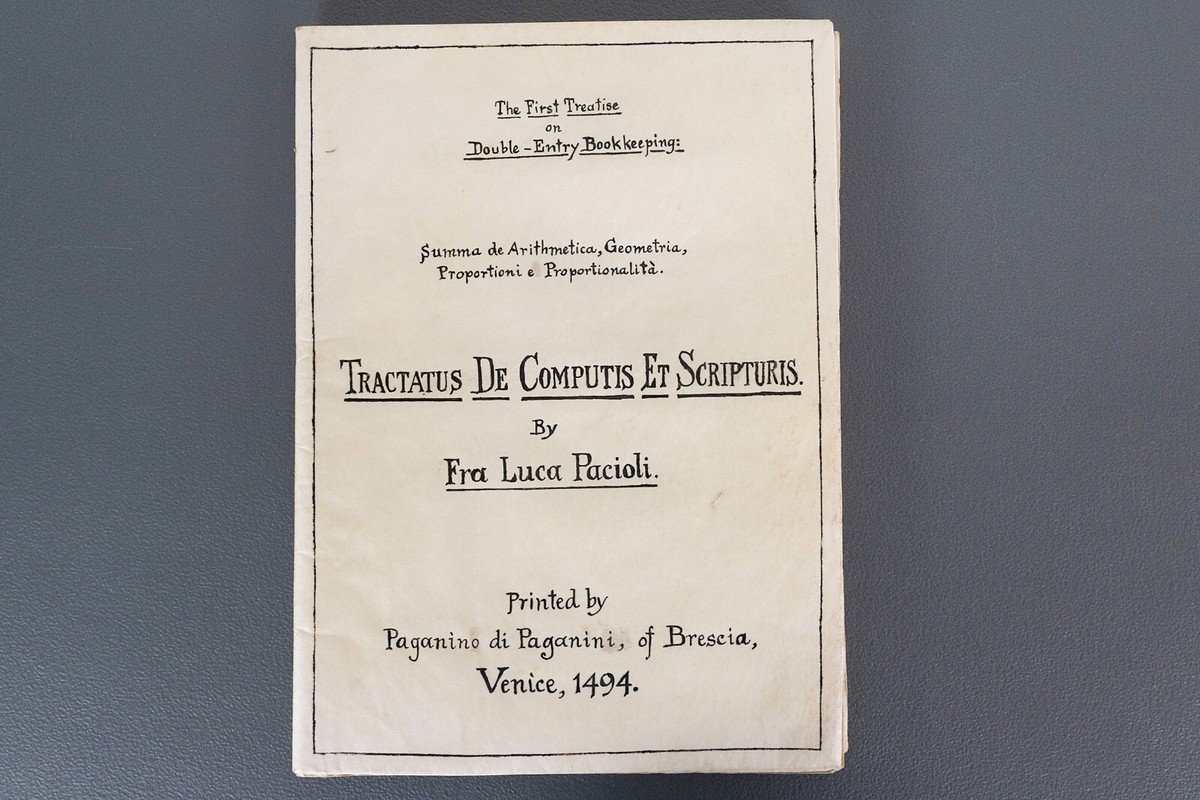 The First Treatise
on
Double-Entry Bookkeeping:
Summa de Arithmetica, Geometria,
Proportioni e Proportionalità.
TRACTATUS DE COMPUTIS ET SCRIPTURIS.
By
Fra Luca Pacioli.
Printed by
Paganino di Paganini, of Brescia,
Venice, 1494.